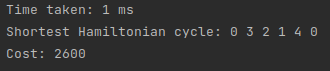 Time taken: 1 ms
Shortest Hamiltonian cycle: 0 3 2 1 4 0
Cost: 2600